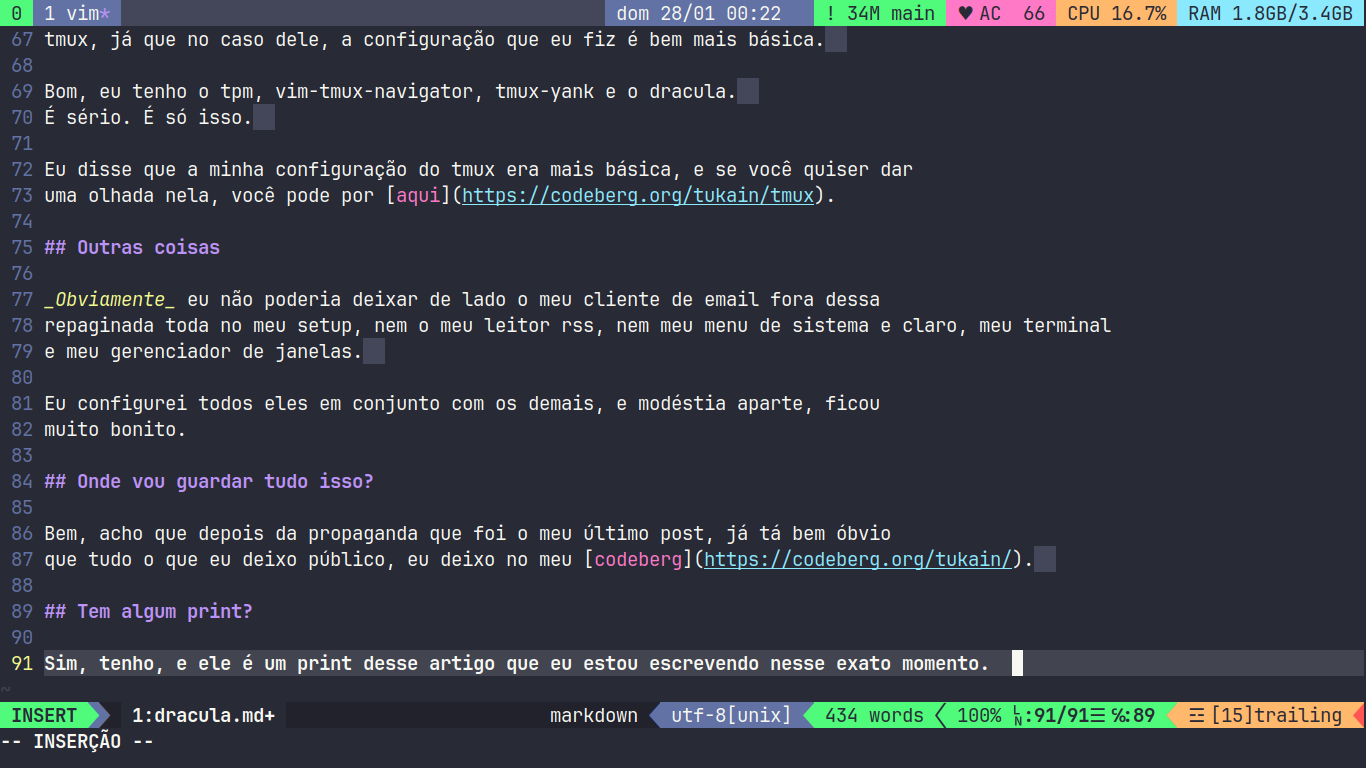 0 1 vim* dom 28/01 00:22 ! 34M main ♥ AC 66 CPU 16.7% RAM 1.8GB/3.4GB
67 tmux, já que no caso dele, a configuração que eu fiz é bem mais básica.
68
69 Bom, eu tenho o tpm, vim-tmux-navigator, tmux-yank e o dracula.
70 É sério. É só isso.
71
72 Eu disse que a minha configuração do tmux era mais básica, e se você quiser dar
73 uma olhada nela, você pode por [aqui](https://codeberg.org/tukain/tmux).
74
75 ## Outras coisas
76
77 _Obviamente_ eu não poderia deixar de lado o meu cliente de email fora dessa
78 repaginada toda no meu setup, nem o meu leitor rss, nem meu menu de sistema e claro, meu terminal
79 e meu gerenciador de janelas.
80
81 Eu configurei todos eles em conjunto com os demais, e modéstia aparte, ficou
82 muito bonito.
83
84 ## Onde vou guardar tudo isso?
85
86 Bem, acho que depois da propaganda que foi o meu último post, já tá bem óbvio
87 que tudo o que eu deixo público, eu deixo no meu [codeberg](https://codeberg.org/tukain/).
88
89 ## Tem algum print?
90
91 Sim, tenho, e ele é um print desse artigo que eu estou escrevendo nesse exato momento.
~
INSERT 1:dracula.md+ markdown utf-8[unix] 434 words 100% LN:91/91☰ ℅:89 ☲ [15]trailing
-- INSERÇÃO --